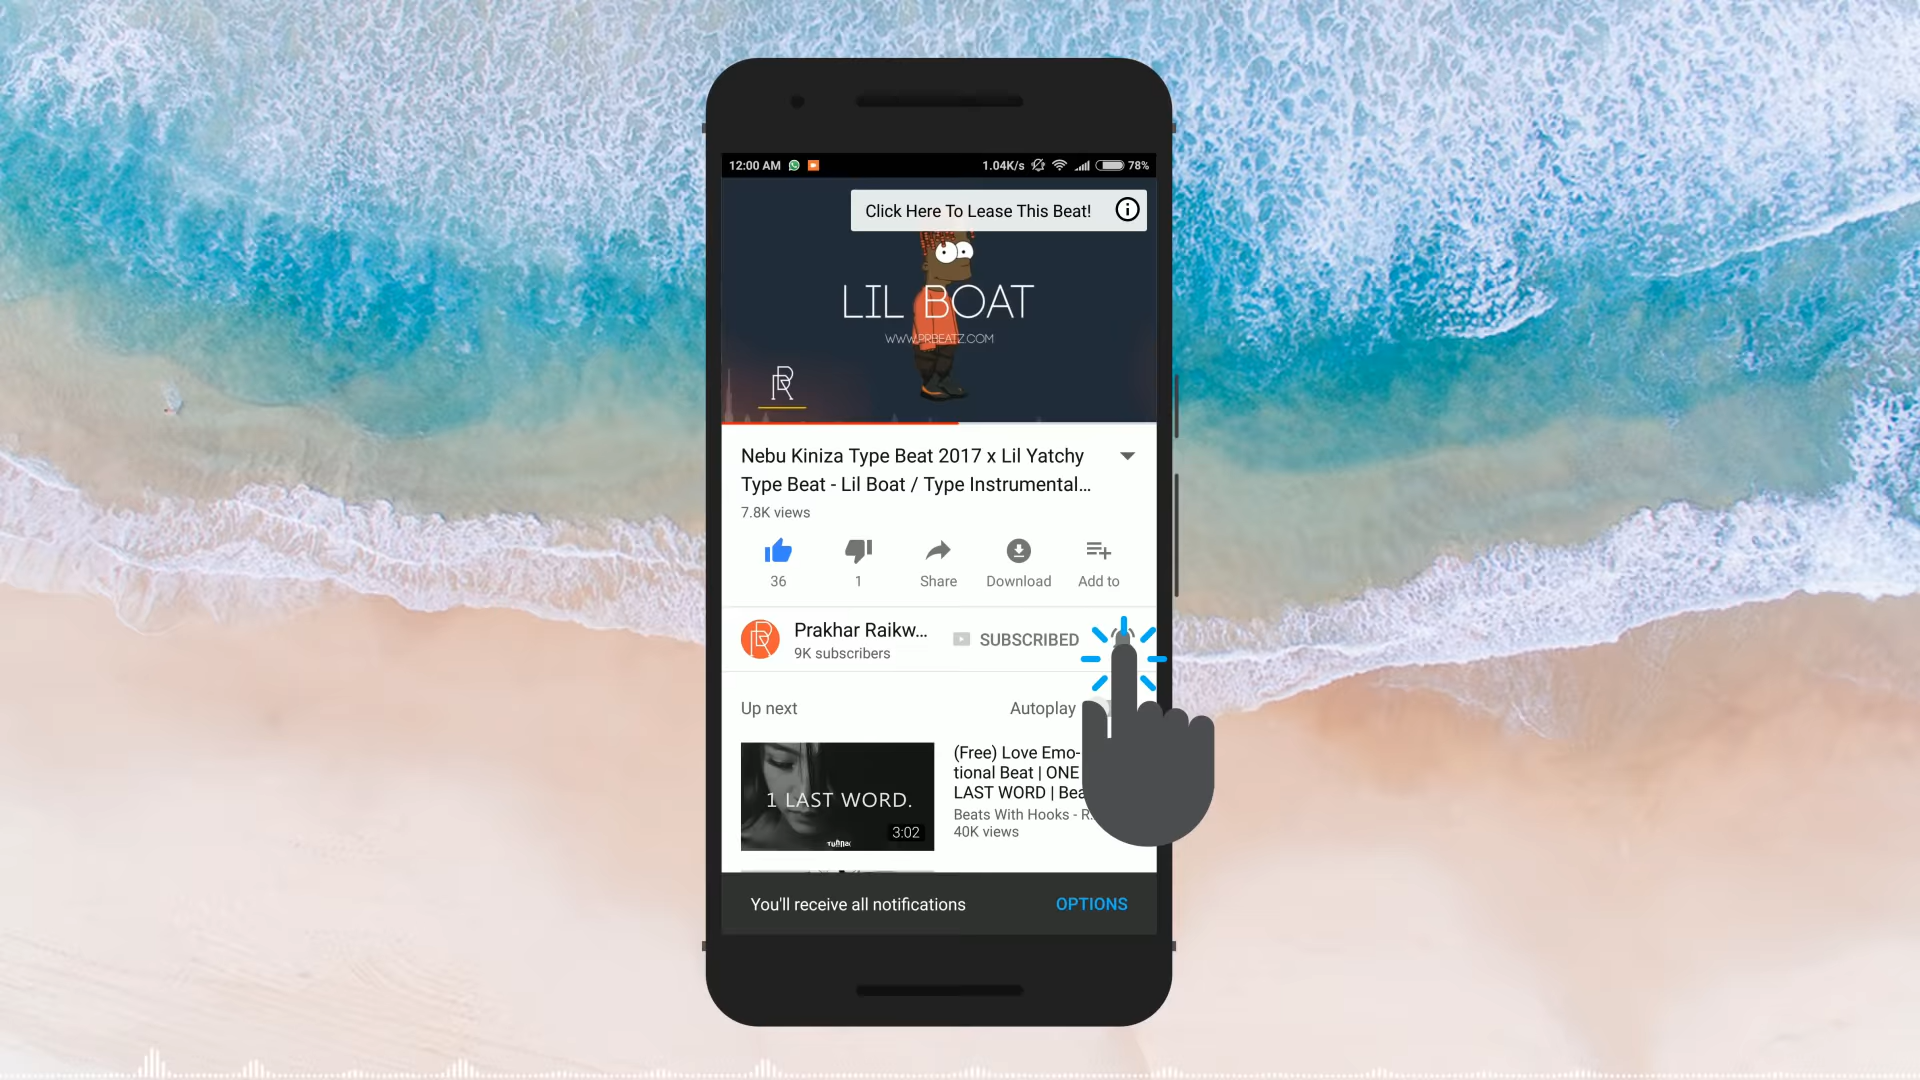 12:00 AM
1.04K/s
78%
Click Here To Lease This Beat!
LIL BOAT
WWW.PRBEATZ.COM
Nebu Kiniza Type Beat 2017 x Lil Yatchy
Type Beat - Lil Boat / Type Instrumental...
7.8K views
36
1
Share
Download
Add to
Prakhar Raikw...
9K subscribers
SUBSCRIBED
Up next
Autoplay
1 LAST WORD.
3:02
(Free) Love Emo-
tional Beat | ONE
LAST WORD | Bea
Beats With Hooks - R
40K views
You'll receive all notifications
OPTIONS